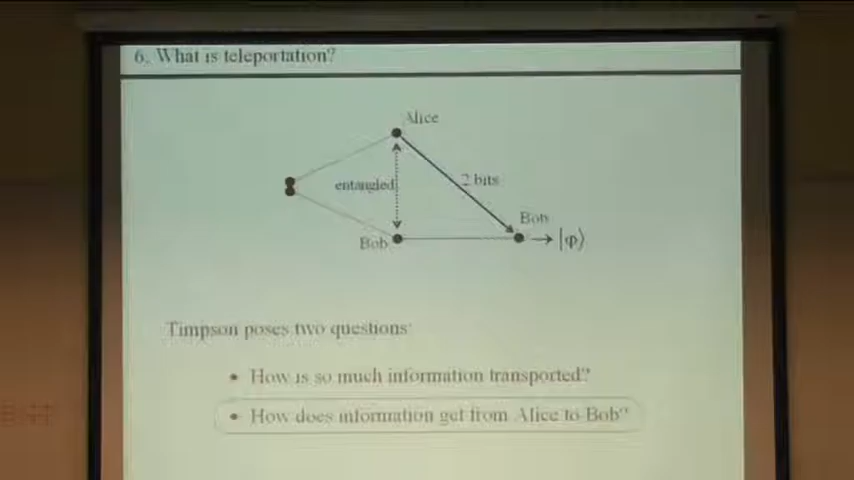 6. What is teleportation?
Alice
entangled
2 bits
Bob
Bob
|φ⟩
Timpson poses two questions:
• How is so much information transported?
• How does information get from Alice to Bob?